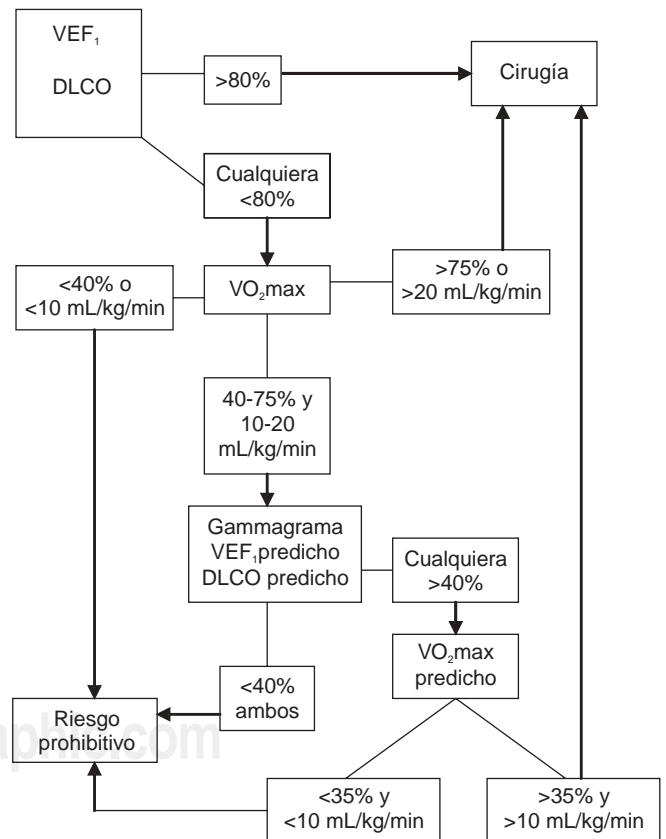 VEF₁
DLCO
>80%
Cirugía
Cualquiera
<80%
<40% o
<10 mL/kg/min
VO₂max
>75% o
>20 mL/kg/min
40-75% y
10-20
mL/kg/min
Gammagrama
VEF₁predicho
DLCO predicho
Cualquiera
>40%
VO₂max
predicho
<40%
ambos
Riesgo
prohibitivo
aphic.com
<35% y
<10 mL/kg/min
>35% y
>10 mL/kg/min